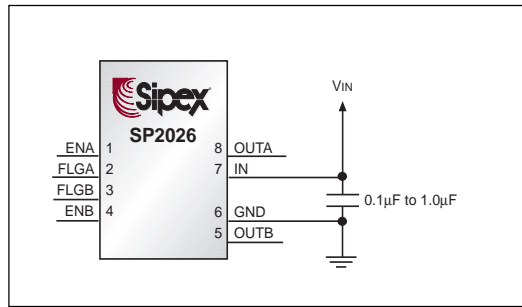 Sipex®
SP2026
VIN
ENA 1
FLGA 2
FLGB 3
ENB 4
8 OUTA
7 IN
6 GND
5 OUTB
0.1µF to 1.0µF